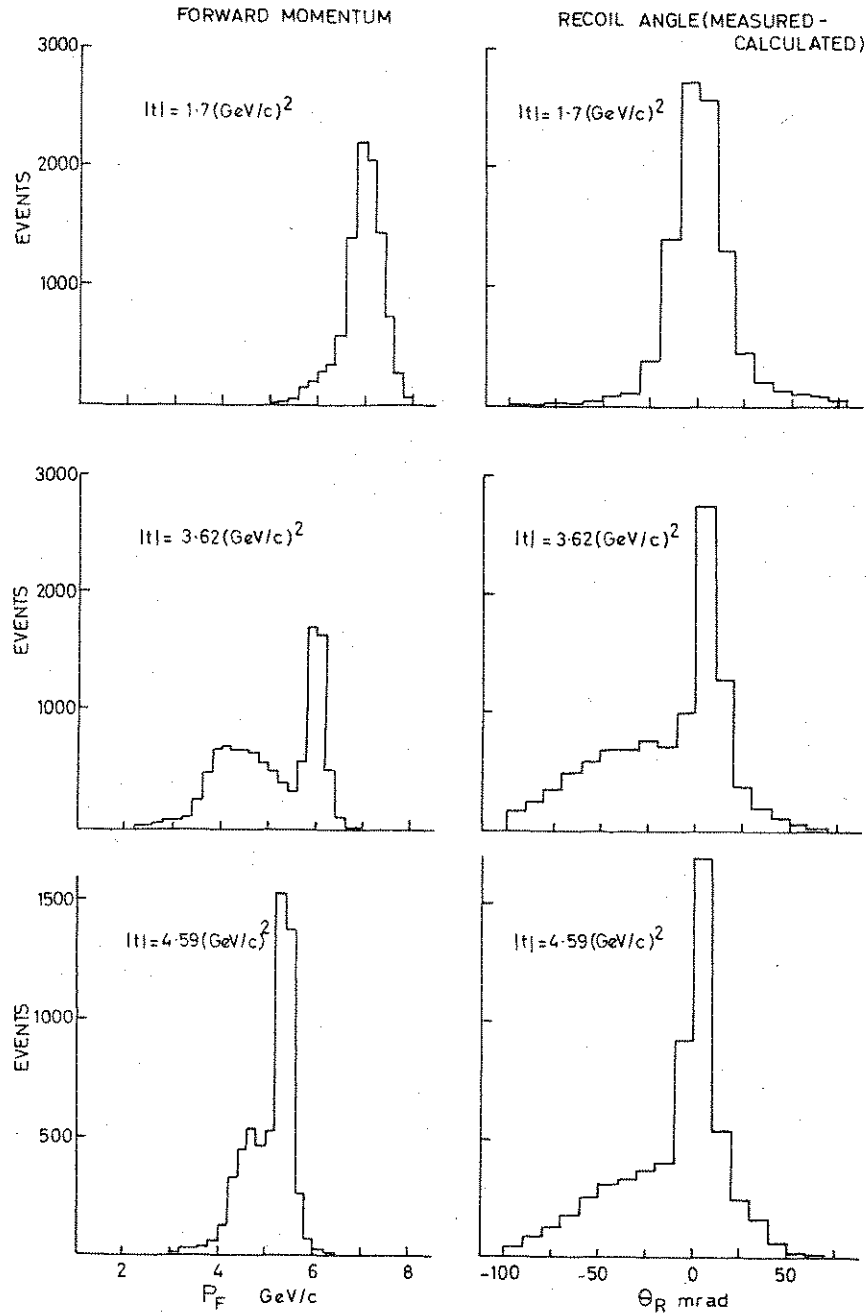 FORWARD MOMENTUM
RECOIL ANGLE (MEASURED -
CALCULATED)
3000
|t| = 1·7 (GeV/c)²
2000
EVENTS
1000
|t| = 1·7 (GeV/c)²
3000
|t| = 3·62 (GeV/c)²
2000
EVENTS
1000
|t| = 3·62 (GeV/c)²
1500
|t| = 4·59 (GeV/c)²
1000
EVENTS
500
2 4 6 8
P_F GeV/c
|t| = 4·59 (GeV/c)²
-100 -50 0 50
θ_R mrad